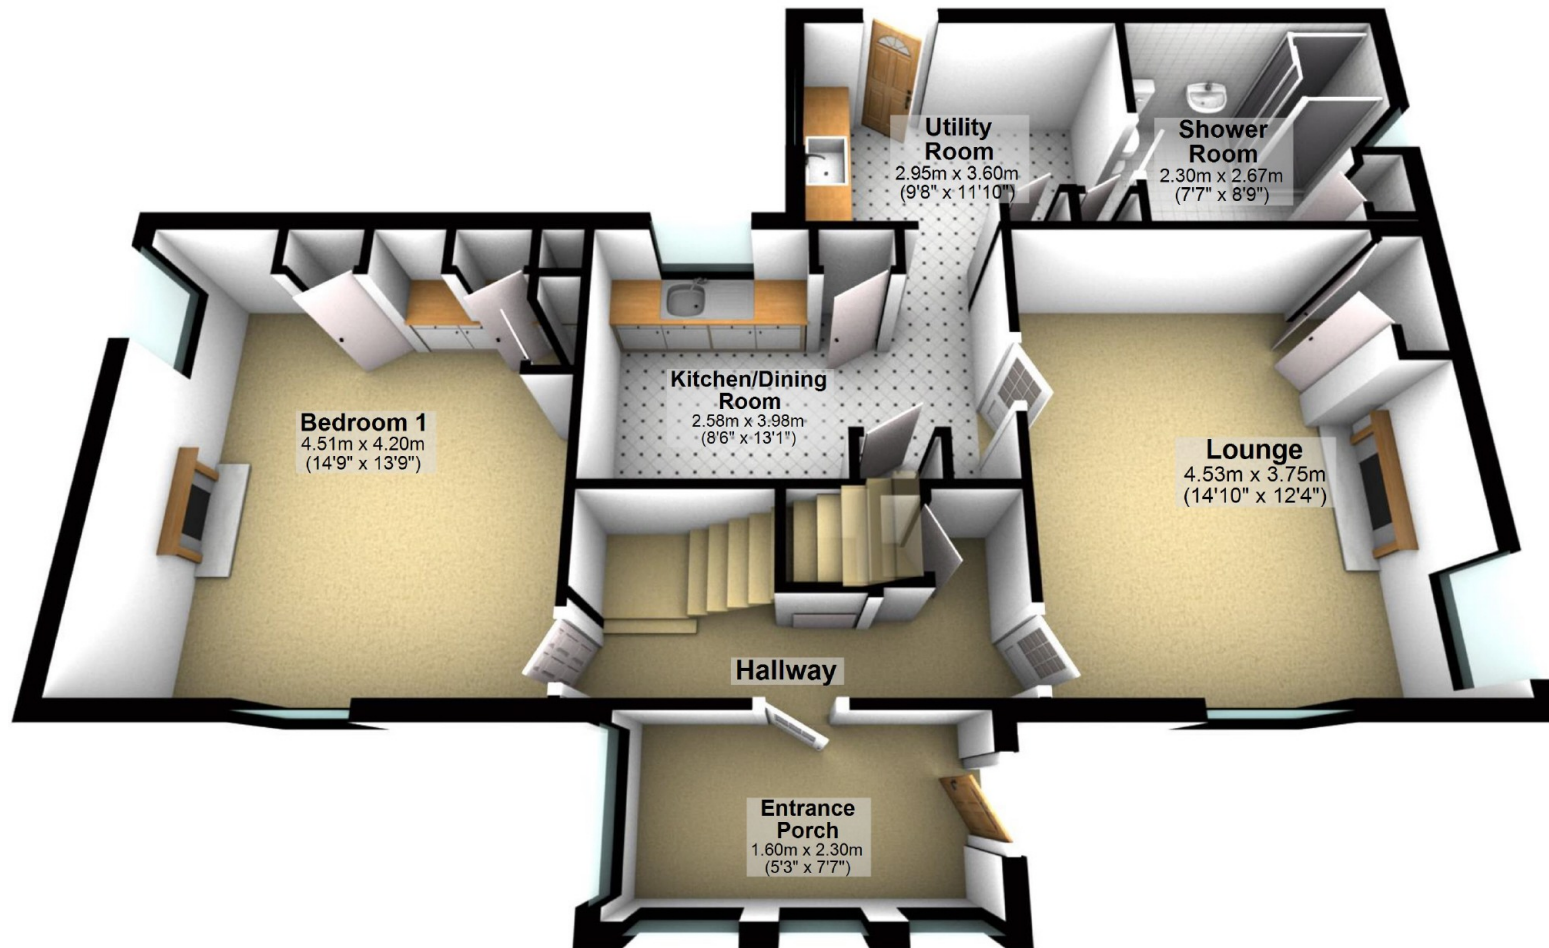 Utility
Room
2.95m x 3.60m
(9'8" x 11'10")
Shower
Room
2.30m x 2.67m
(7'7" x 8'9")
Bedroom 1
4.51m x 4.20m
(14'9" x 13'9")
Kitchen/Dining
Room
2.58m x 3.98m
(8'6" x 13'1")
Lounge
4.53m x 3.75m
(14'10" x 12'4")
Hallway
Entrance
Porch
1.60m x 2.30m
(5'3" x 7'7")